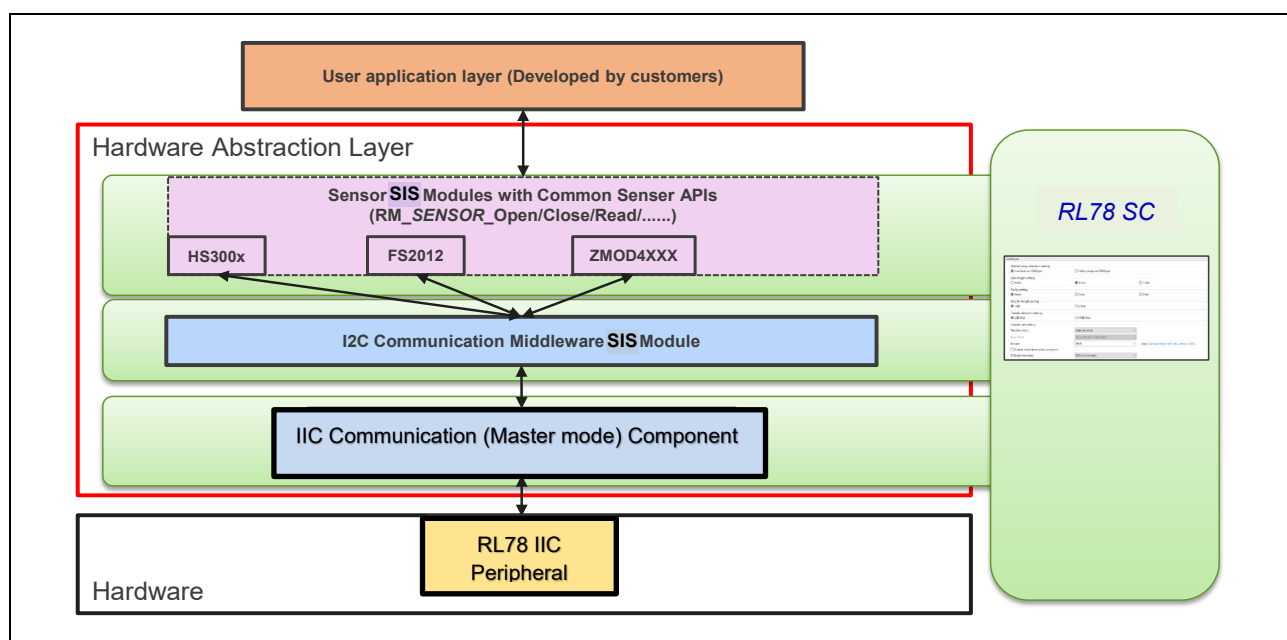 User application layer (Developed by customers)
Hardware Abstraction Layer
Sensor SIS Modules with Common Senser APIs
(RM_SENSOR_Open/Close/Read/......)
HS300x
FS2012
ZMOD4XXX
RL78 SC
I2C Communication Middleware SIS Module
IIC Communication (Master mode) Component
RL78 IIC
Peripheral
Hardware